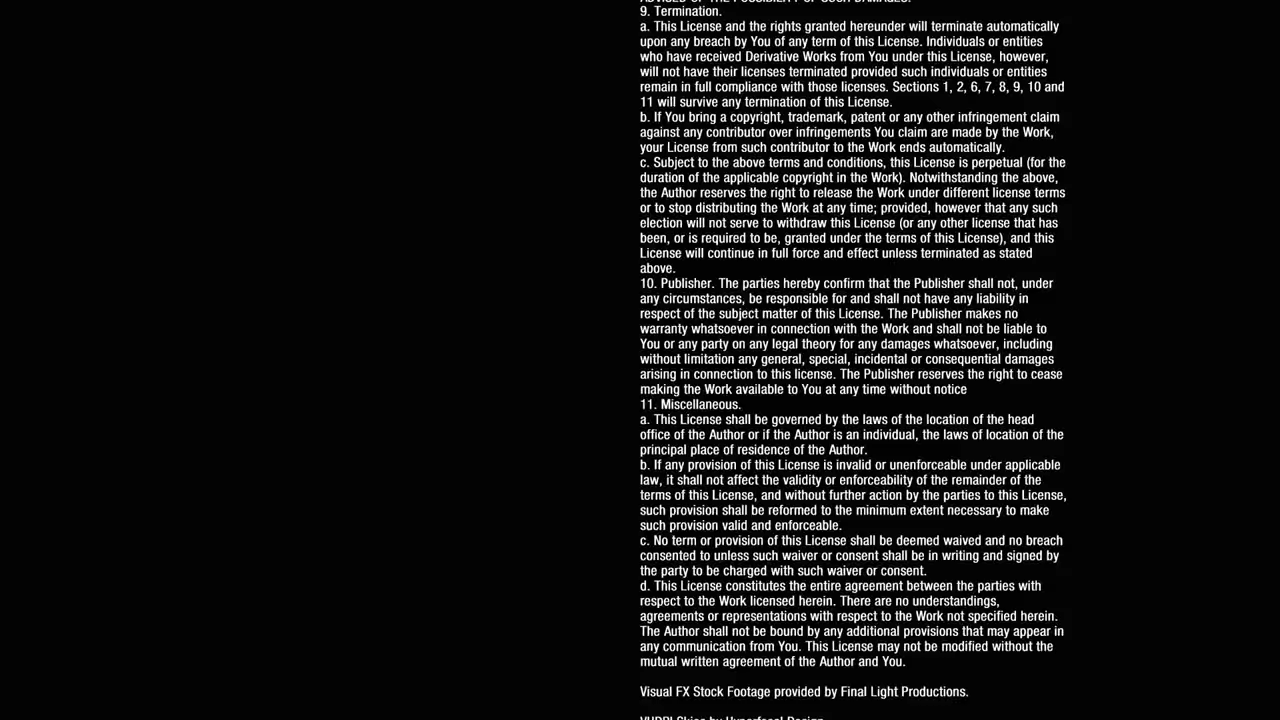 ADVISED OF THE POSSIBILITY OF SUCH DAMAGES.
9. Termination.
a. This License and the rights granted hereunder will terminate automatically
upon any breach by You of any term of this License. Individuals or entities
who have received Derivative Works from You under this License, however,
will not have their licenses terminated provided such individuals or entities
remain in full compliance with those licenses. Sections 1, 2, 6, 7, 8, 9, 10 and
11 will survive any termination of this License.
b. If You bring a copyright, trademark, patent or any other infringement claim
against any contributor over infringements You claim are made by the Work,
your License from such contributor to the Work ends automatically.
c. Subject to the above terms and conditions, this License is perpetual (for the
duration of the applicable copyright in the Work). Notwithstanding the above,
the Author reserves the right to release the Work under different license terms
or to stop distributing the Work at any time; provided, however that any such
election will not serve to withdraw this License (or any other license that has
been, or is required to be, granted under the terms of this License), and this
License will continue in full force and effect unless terminated as stated
above.
10. Publisher. The parties hereby confirm that the Publisher shall not, under
any circumstances, be responsible for and shall not have any liability in
respect of the subject matter of this License. The Publisher makes no
warranty whatsoever in connection with the Work and shall not be liable to
You or any party on any legal theory for any damages whatsoever, including
without limitation any general, special, incidental or consequential damages
arising in connection to this license. The Publisher reserves the right to cease
making the Work available to You at any time without notice
11. Miscellaneous.
a. This License shall be governed by the laws of the location of the head
office of the Author or if the Author is an individual, the laws of location of the
principal place of residence of the Author.
b. If any provision of this License is invalid or unenforceable under applicable
law, it shall not affect the validity or enforceability of the remainder of the
terms of this License, and without further action by the parties to this License,
such provision shall be reformed to the minimum extent necessary to make
such provision valid and enforceable.
c. No term or provision of this License shall be deemed waived and no breach
consented to unless such waiver or consent shall be in writing and signed by
the party to be charged with such waiver or consent.
d. This License constitutes the entire agreement between the parties with
respect to the Work licensed herein. There are no understandings,
agreements or representations with respect to the Work not specified herein.
The Author shall not be bound by any additional provisions that may appear in
any communication from You. This License may not be modified without the
mutual written agreement of the Author and You.
Visual FX Stock Footage provided by Final Light Productions.
VHDRI Skies by Hyperfocal Design